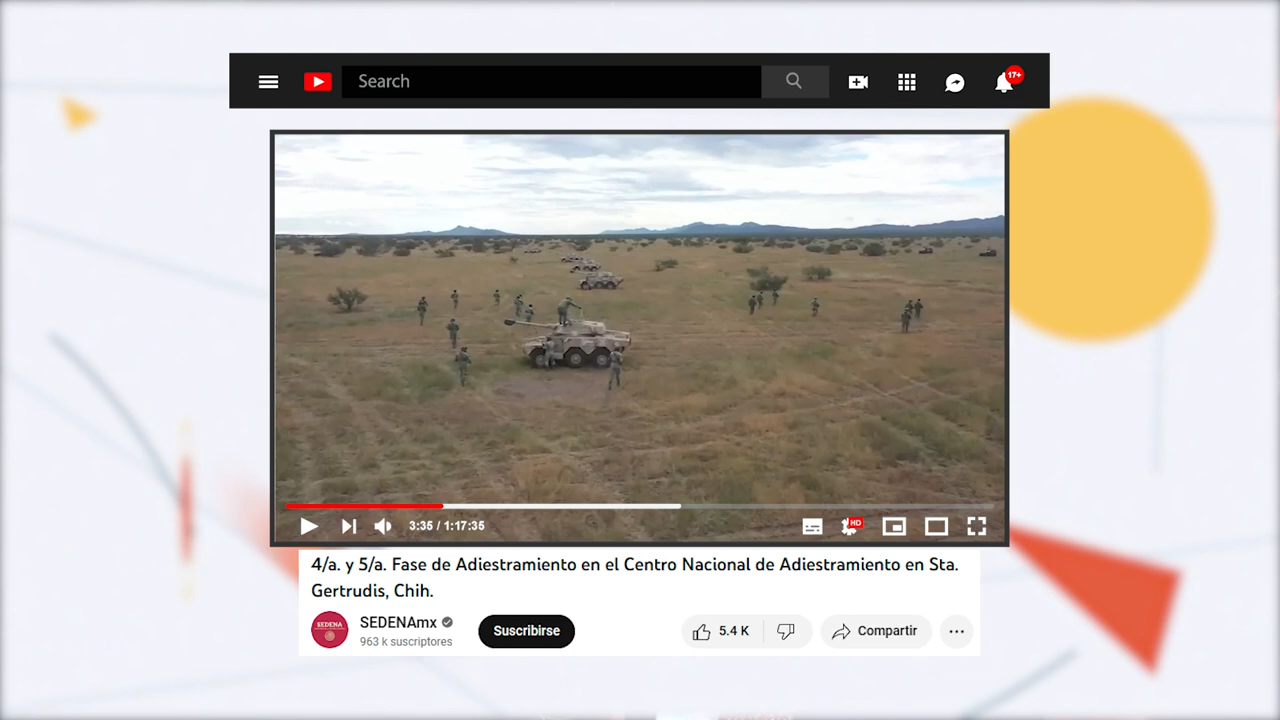 Search
17+
3:35 / 1:17:35
HD
4/a. y 5/a. Fase de Adiestramiento en el Centro Nacional de Adiestramiento en Sta.
Gertrudis, Chih.
SEDENA
SEDENAmx
963 k suscriptores
Suscribirse
5.4 K
Compartir